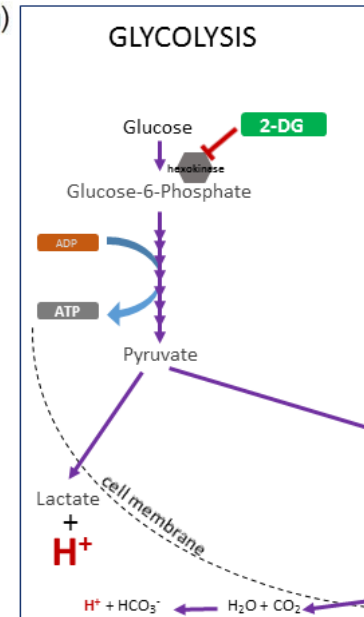 )
GLYCOLYSIS
Glucose
2-DG
hexokinase
Glucose-6-Phosphate
ADP
ATP
Pyruvate
cell membrane
Lactate
+
H⁺
H⁺ + HCO₃⁻
H₂O + CO₂